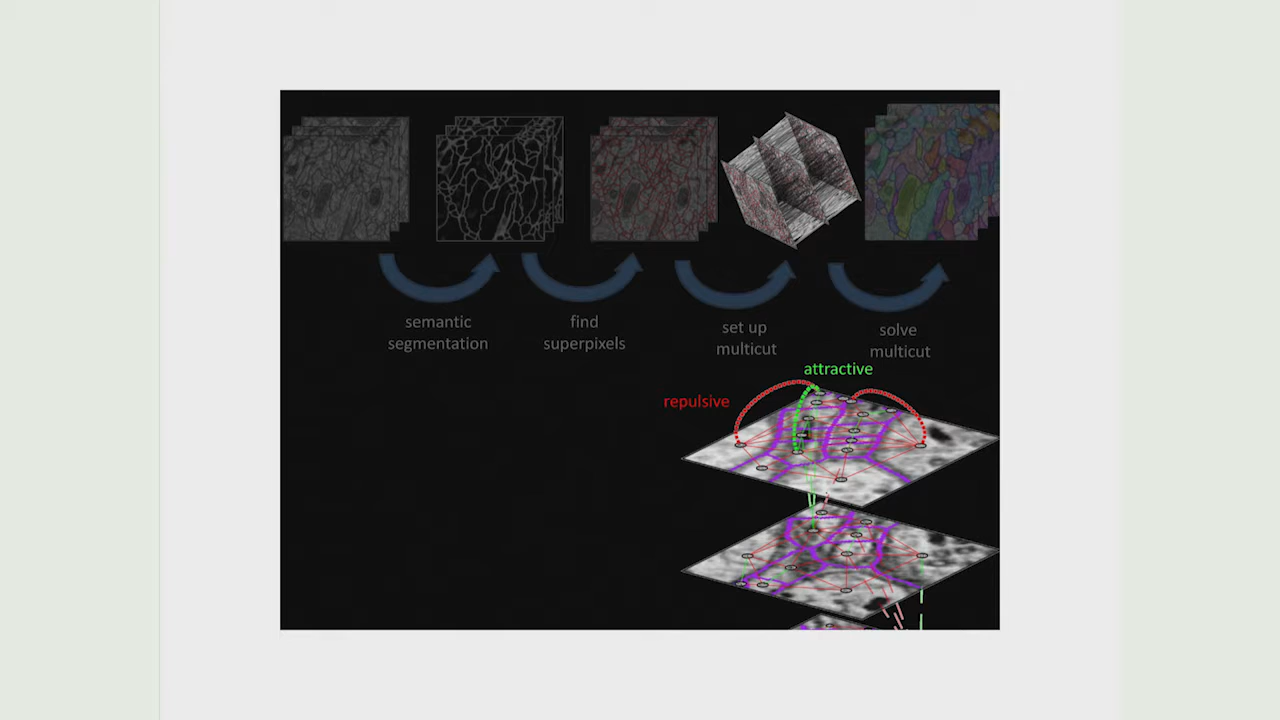 semantic
segmentation
find
superpixels
set up
multicut
solve
multicut
attractive
repulsive